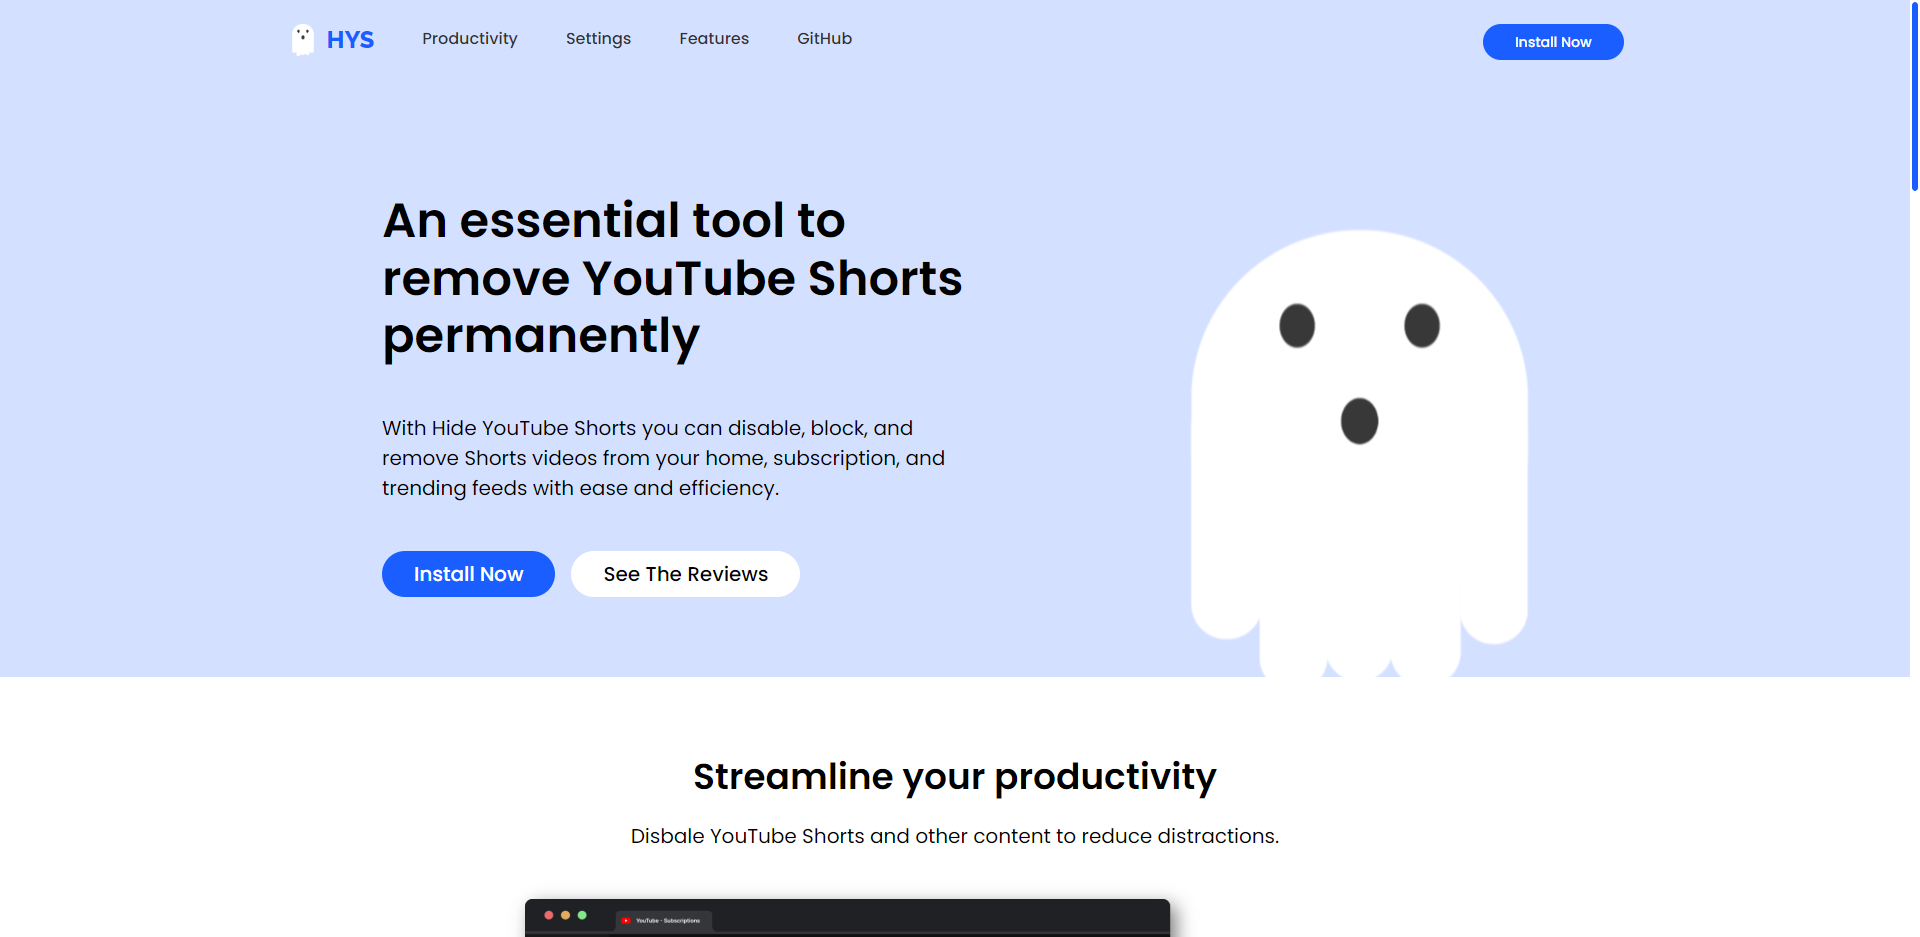 HYS
Productivity
Settings
Features
GitHub
Install Now
An essential tool to
remove YouTube Shorts
permanently
With Hide YouTube Shorts you can disable, block, and
remove Shorts videos from your home, subscription, and
trending feeds with ease and efficiency.
Install Now
See The Reviews
Streamline your productivity
Disbale YouTube Shorts and other content to reduce distractions.
YouTube - Subscriptions